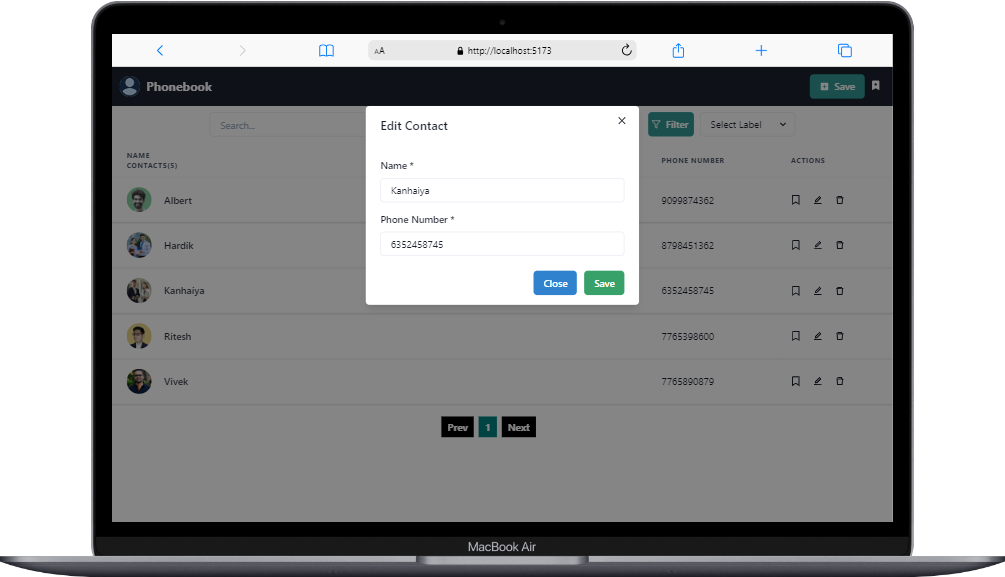 AA http://localhost:5173
Phonebook Save
Search... Filter Select Label
Edit Contact
Name *
Kanhaiya
Phone Number *
6352458745
Close Save
NAME PHONE NUMBER ACTIONS
CONTACTS(5)
Albert 9099874362
Hardik 8798451362
Kanhaiya 6352458745
Ritesh 7765398600
Vivek 7765890879
Prev 1 Next
MacBook Air